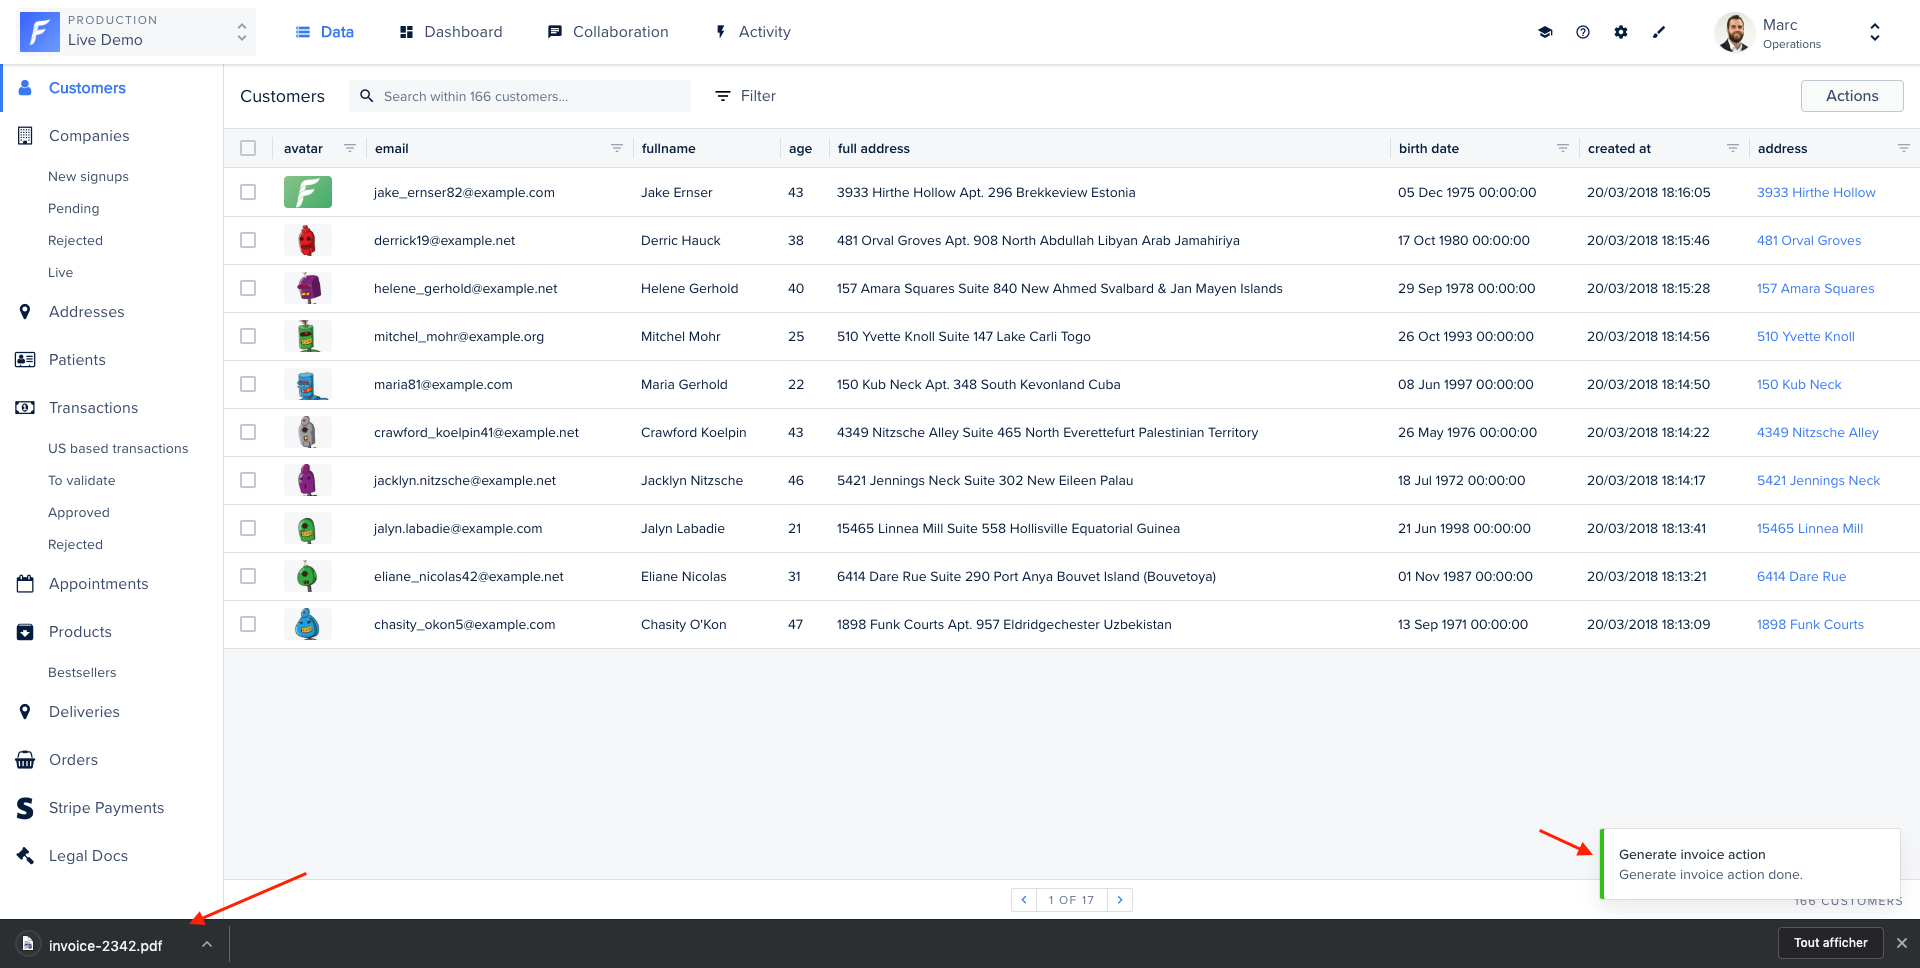 PRODUCTION
Live Demo
Data
Dashboard
Collaboration
Activity
Marc
Operations
Customers
Companies
New signups
Pending
Rejected
Live
Addresses
Patients
Transactions
US based transactions
To validate
Approved
Rejected
Appointments
Products
Bestsellers
Deliveries
Orders
Stripe Payments
Legal Docs
Customers
Search within 166 customers...
Filter
Actions
avatar email fullname age full address birth date created at address
jake_ernser82@example.com Jake Ernser 43 3933 Hirthe Hollow Apt. 296 Brekkeview Estonia 05 Dec 1975 00:00:00 20/03/2018 18:16:05 3933 Hirthe Hollow
derrick19@example.net Derric Hauck 38 481 Orval Groves Apt. 908 North Abdullah Libyan Arab Jamahiriya 17 Oct 1980 00:00:00 20/03/2018 18:15:46 481 Orval Groves
helene_gerhold@example.net Helene Gerhold 40 157 Amara Squares Suite 840 New Ahmed Svalbard & Jan Mayen Islands 29 Sep 1978 00:00:00 20/03/2018 18:15:28 157 Amara Squares
mitchel_mohr@example.org Mitchel Mohr 25 510 Yvette Knoll Suite 147 Lake Carli Togo 26 Oct 1993 00:00:00 20/03/2018 18:14:56 510 Yvette Knoll
maria81@example.com Maria Gerhold 22 150 Kub Neck Apt. 348 South Kevonland Cuba 08 Jun 1997 00:00:00 20/03/2018 18:14:50 150 Kub Neck
crawford_koelpin41@example.net Crawford Koelpin 43 4349 Nitzsche Alley Suite 465 North Everettefurt Palestinian Territory 26 May 1976 00:00:00 20/03/2018 18:14:22 4349 Nitzsche Alley
jacklyn.nitzsche@example.net Jacklyn Nitzsche 46 5421 Jennings Neck Suite 302 New Eileen Palau 18 Jul 1972 00:00:00 20/03/2018 18:14:17 5421 Jennings Neck
jalyn.labadie@example.com Jalyn Labadie 21 15465 Linnea Mill Suite 558 Hollisville Equatorial Guinea 21 Jun 1998 00:00:00 20/03/2018 18:13:41 15465 Linnea Mill
eliane_nicolas42@example.net Eliane Nicolas 31 6414 Dare Rue Suite 290 Port Anya Bouvet Island (Bouvetoya) 01 Nov 1987 00:00:00 20/03/2018 18:13:21 6414 Dare Rue
chasity_okon5@example.com Chasity O'Kon 47 1898 Funk Courts Apt. 957 Eldridgechester Uzbekistan 13 Sep 1971 00:00:00 20/03/2018 18:13:09 1898 Funk Courts
Generate invoice action
Generate invoice action done.
1 OF 17
166 CUSTOMERS
invoice-2342.pdf
Tout afficher